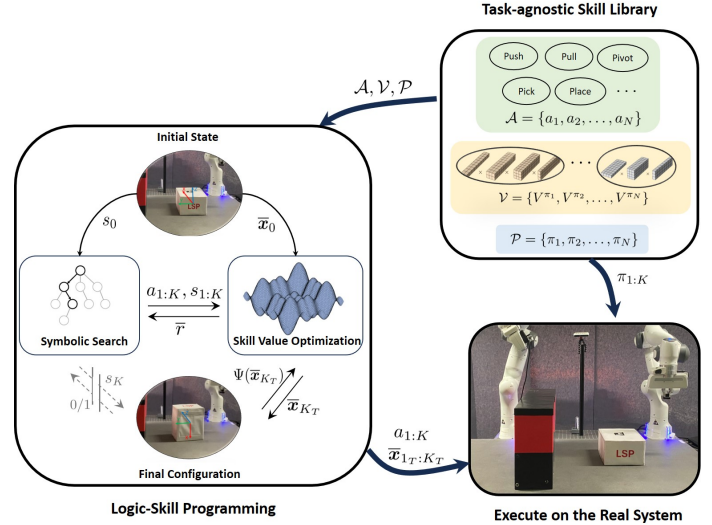 Task-agnostic Skill Library
Push
Pull
Pivot
Pick
Place
. . .
𝒜 = {a₁, a₂, . . . , a_N}
. . .
𝒱 = {V^{π₁}, V^{π₂}, . . . , V^{π_N}}
𝒫 = {π₁, π₂, . . . , π_N}
𝒜, 𝒱, 𝒫
Initial State
LSP
s₀
x̄₀
Symbolic Search
a_{1:K}, s_{1:K}
r̄
Skill Value Optimization
s_K
0/1
Ψ(x̄_{K_T})
x̄_{K_T}
Final Configuration
Logic-Skill Programming
π_{1:K}
a_{1:K}
x̄_{1_T:K_T}
LSP
Execute on the Real System